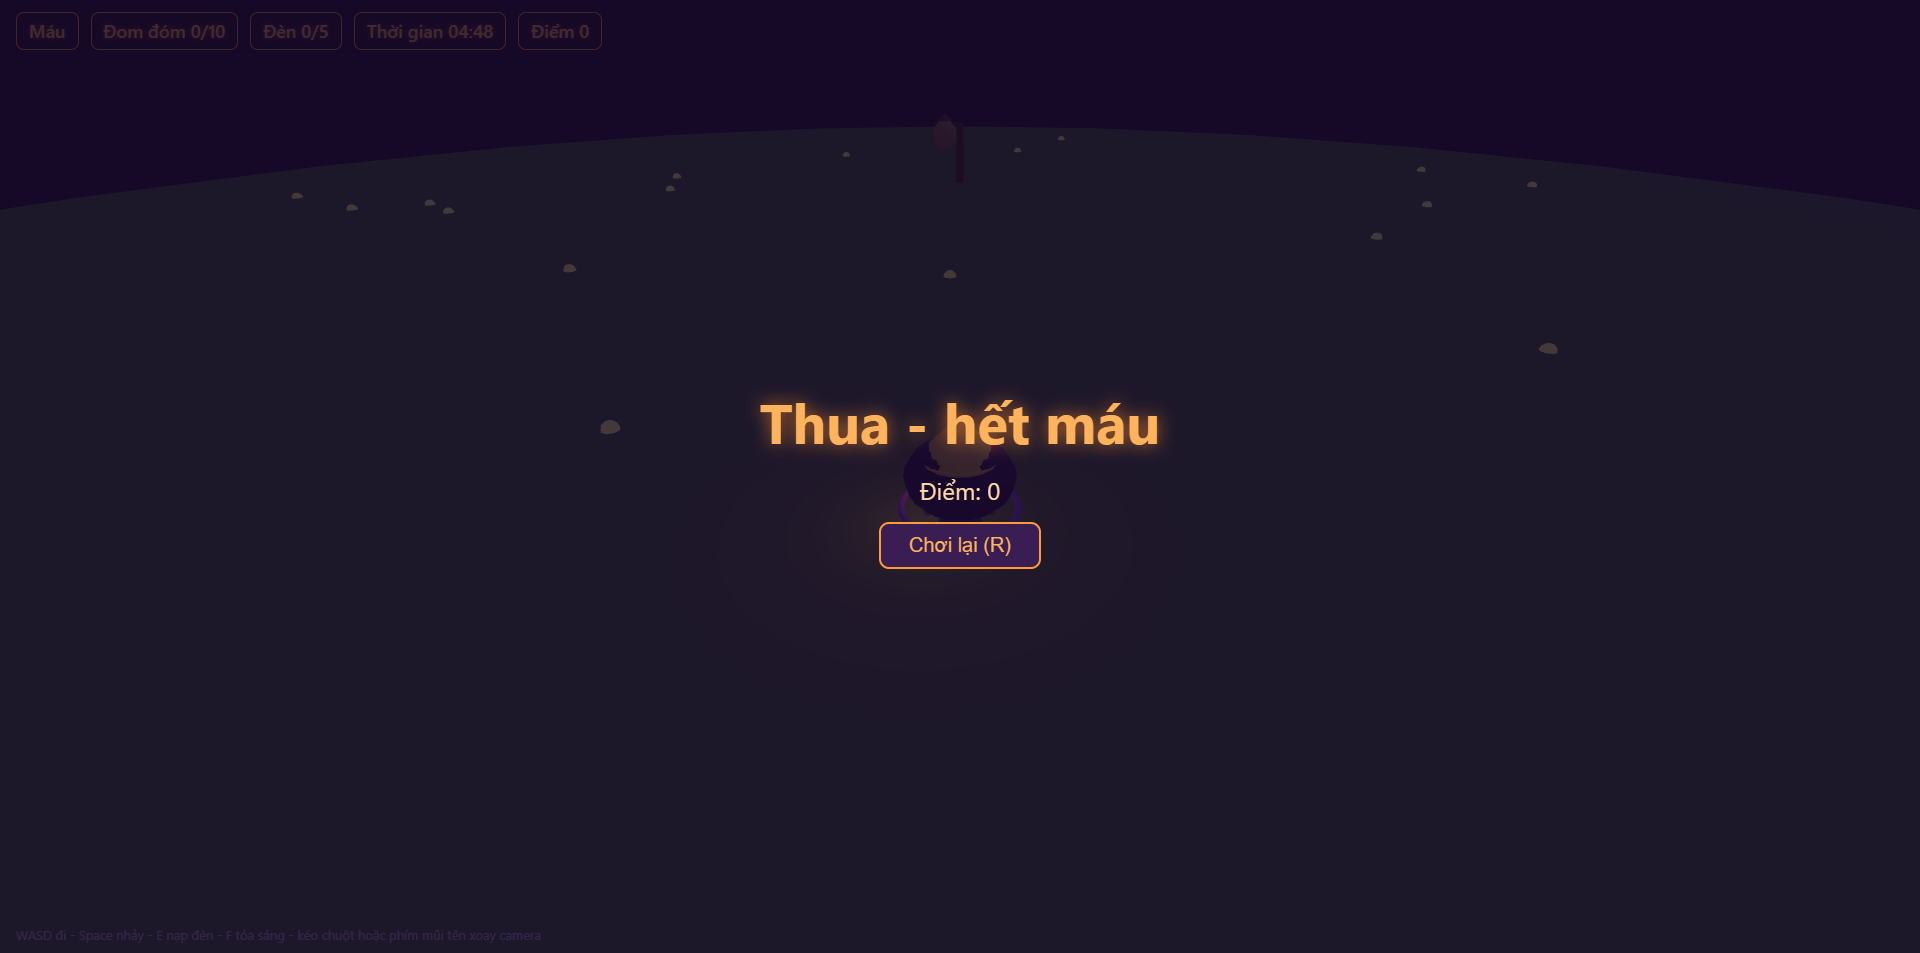 Máu
Đom đóm 0/10
Đèn 0/5
Thời gian 04:48
Điểm 0
Thua - hết máu
Điểm: 0
Chơi lại (R)
WASD đi - Space nhảy - E nạp đèn - F tỏa sáng - kéo chuột hoặc phím mũi tên xoay camera